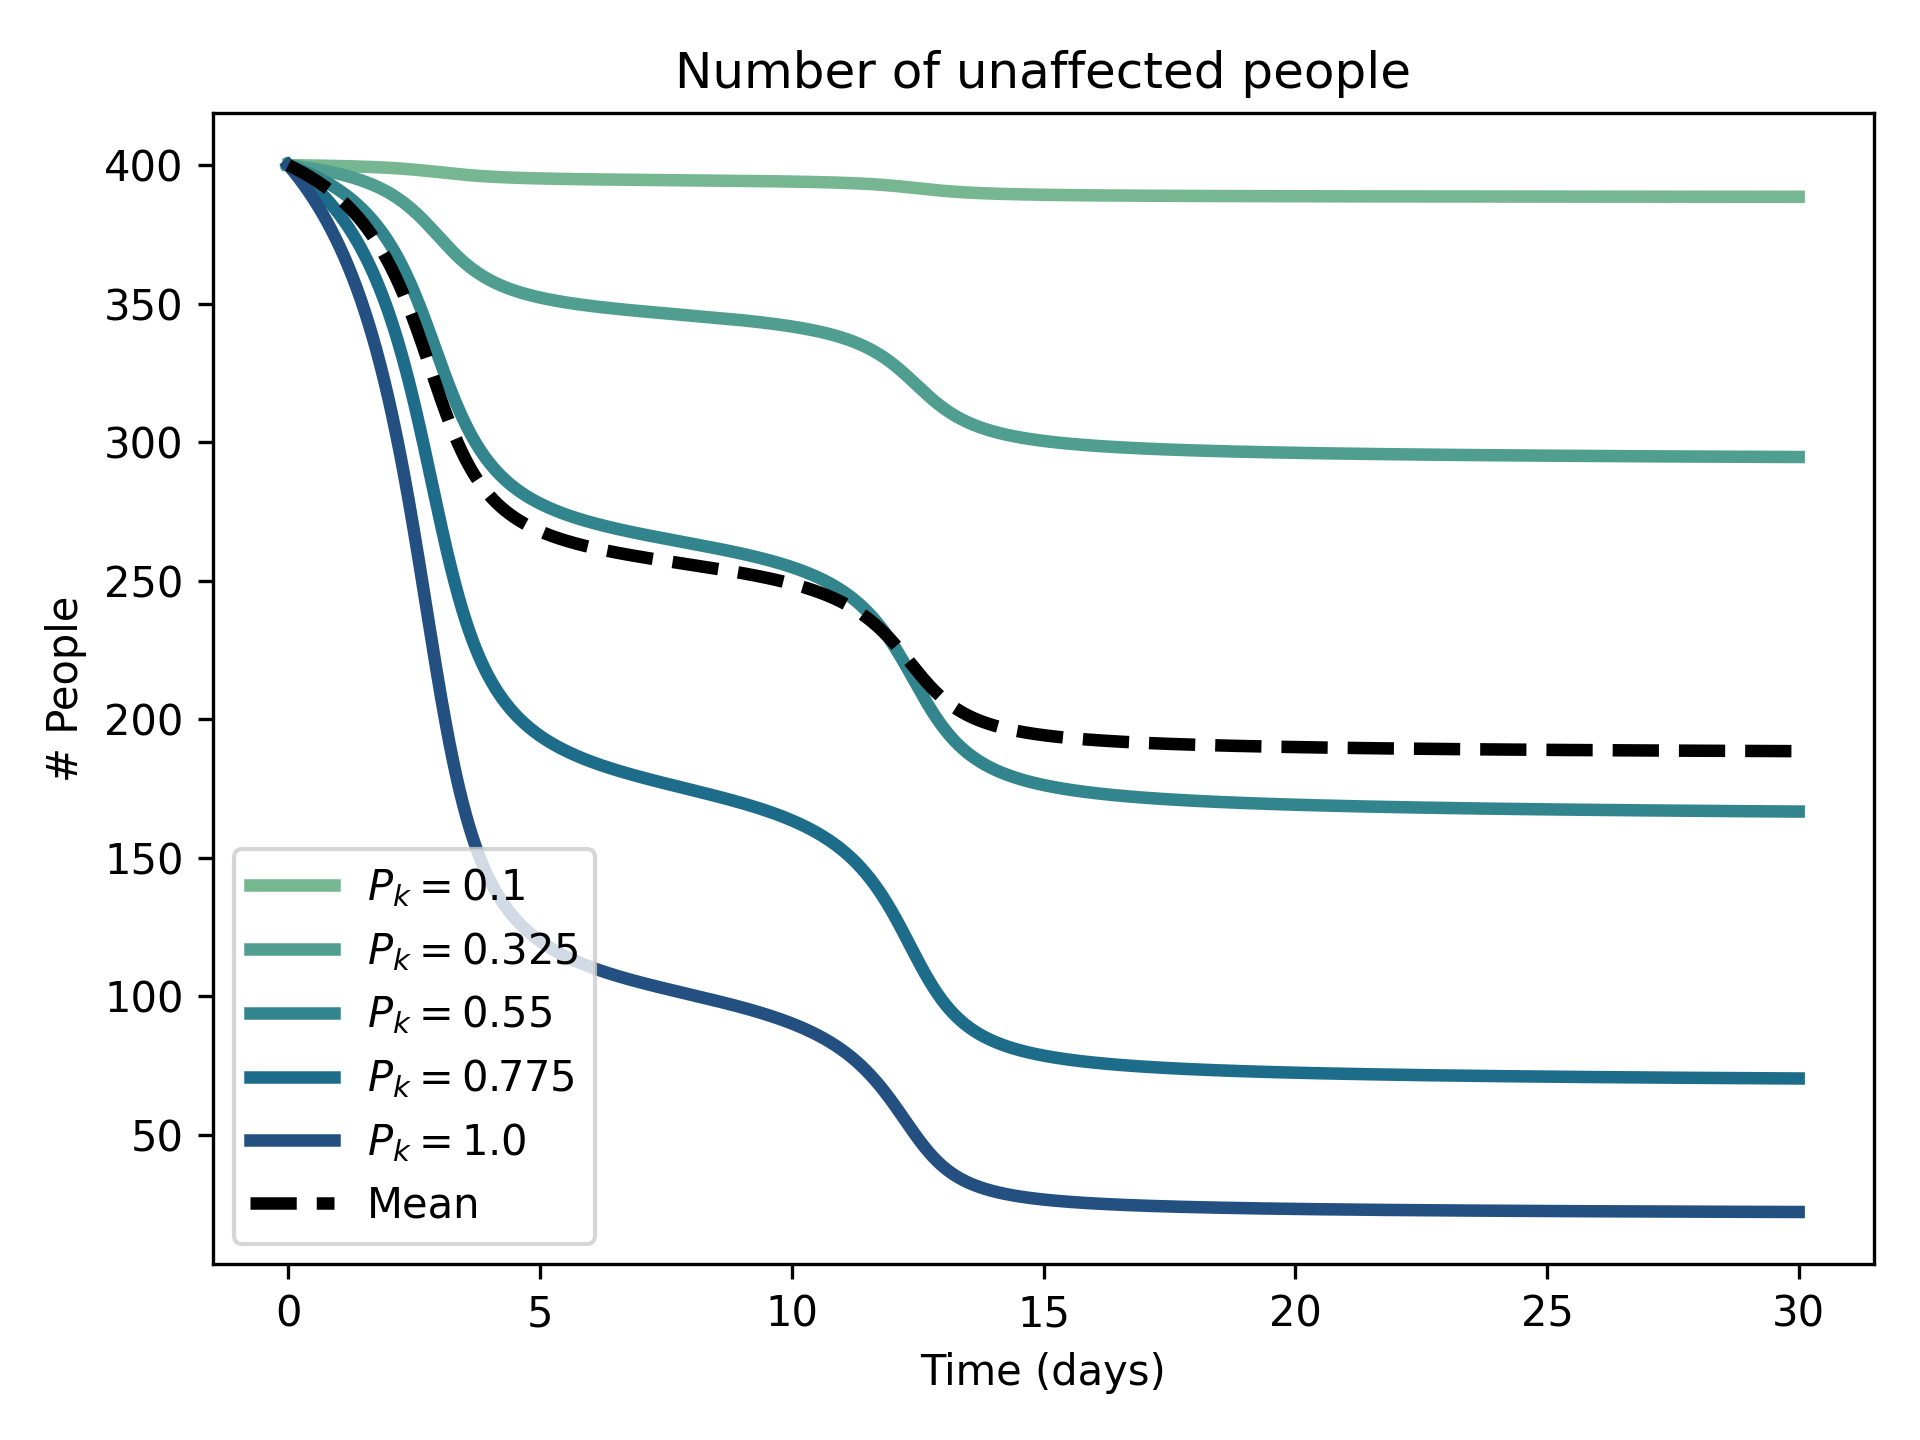 Number of unaffected people
# People
400
350
300
250
200
150
100
50
P_k = 0.1
P_k = 0.325
P_k = 0.55
P_k = 0.775
P_k = 1.0
Mean
0 5 10 15 20 25 30
Time (days)